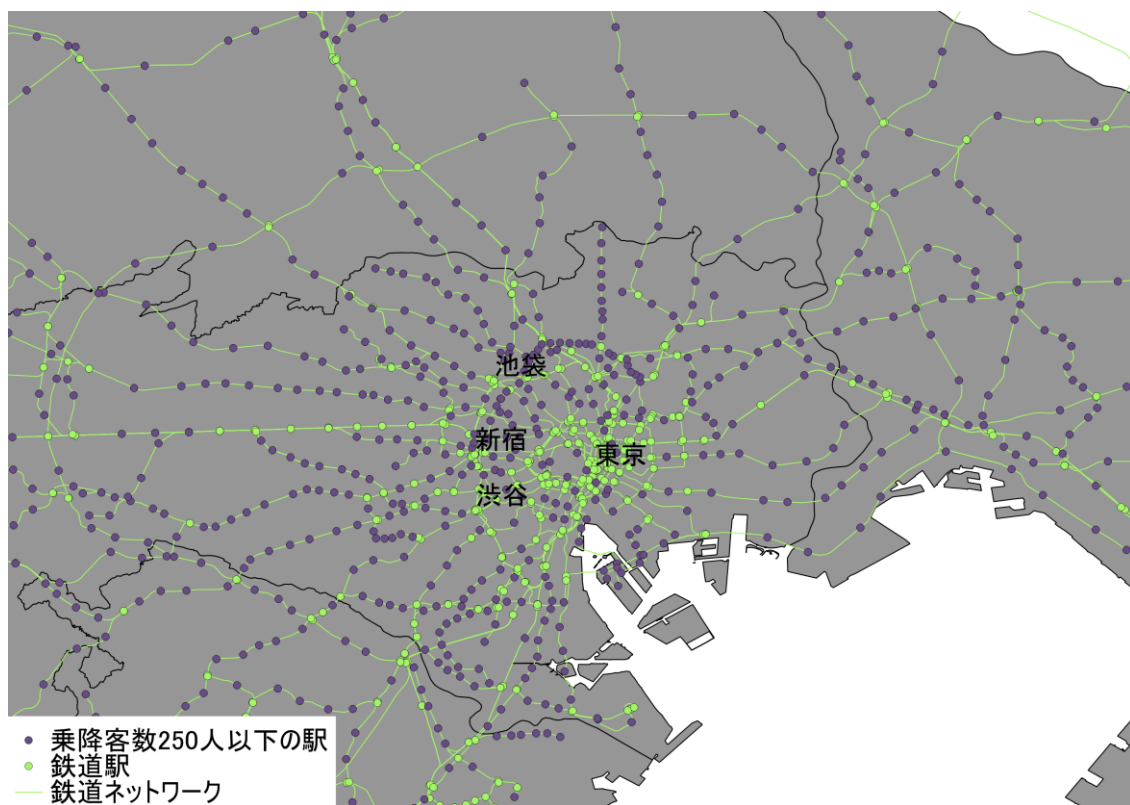 池袋
新宿
東京
渋谷
乗降客数250人以下の駅
鉄道駅
鉄道ネットワーク